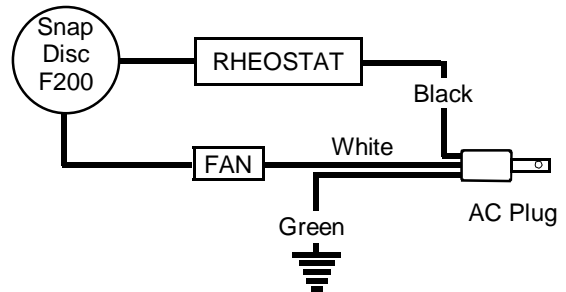 Snap
Disc
F200
RHEOSTAT
Black
FAN
White
Green
AC Plug